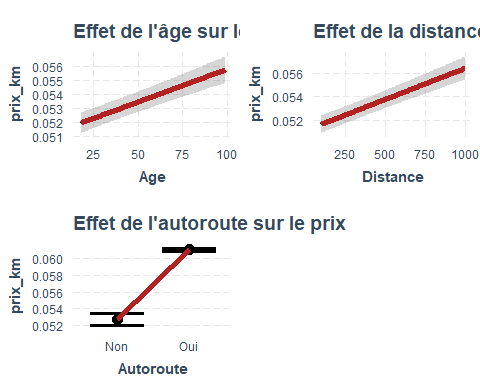 Effet de l'âge sur l
Effet de la distance
prix_km
0.056
0.055
0.054
0.053
0.052
0.051
25
50
75
100
Age
prix_km
0.056
0.054
0.052
250
500
750
1000
Distance
Effet de l'autoroute sur le prix
prix_km
0.060
0.058
0.056
0.054
0.052
Non
Oui
Autoroute